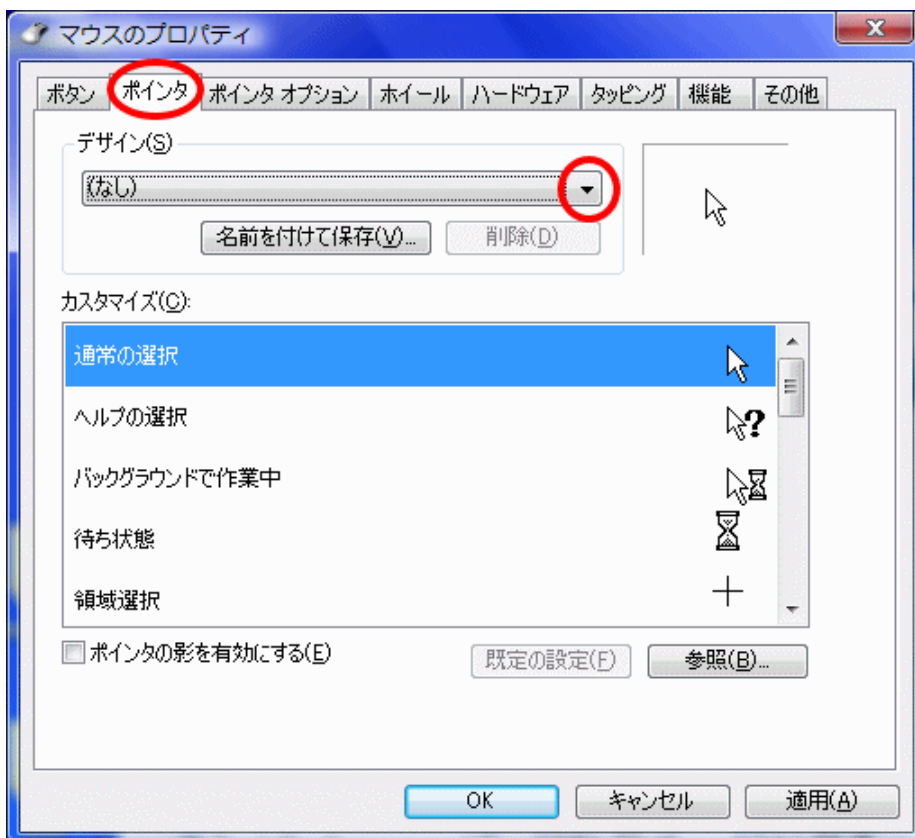 マウスのプロパティ
ボタン ポインタ ポインタ オプション ホイール ハードウェア タッピング 機能 その他
デザイン(S)
(なし)
名前を付けて保存(V)... 削除(D)
カスタマイズ(C):
通常の選択
ヘルプの選択
バックグラウンドで作業中
待ち状態
領域選択
ポインタの影を有効にする(E) 既定の設定(F) 参照(B)...
OK キャンセル 適用(A)